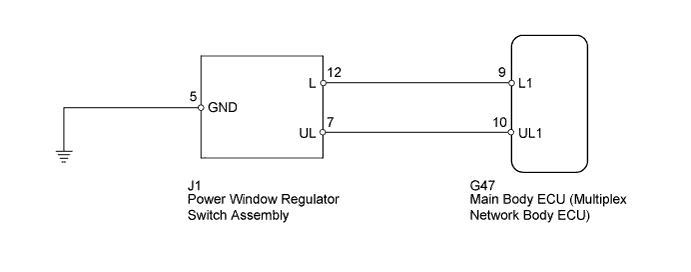 12
9
L
L1
5
GND
7
10
UL
UL1
J1
Power Window Regulator
Switch Assembly
G47
Main Body ECU (Multiplex
Network Body ECU)